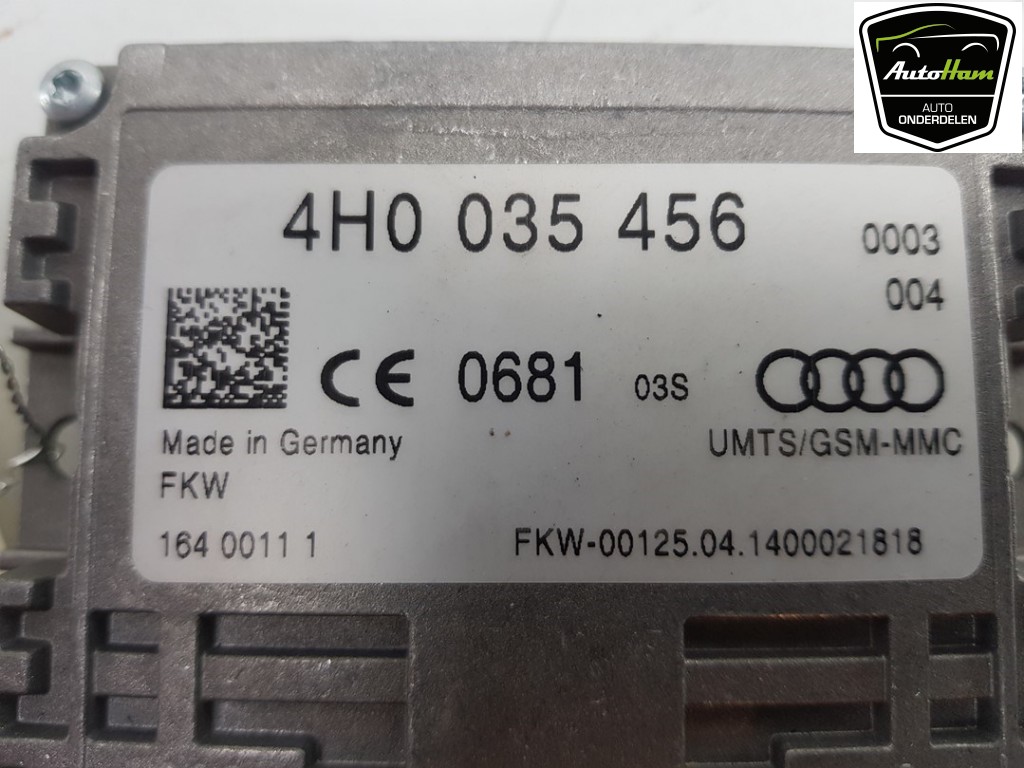 AutoHam
AUTO
ONDERDELEN
4H0 035 456
0003
004
CE 0681 03S
Made in Germany
UMTS/GSM-MMC
FKW
164 0011 1
FKW-00125.04.1400021818